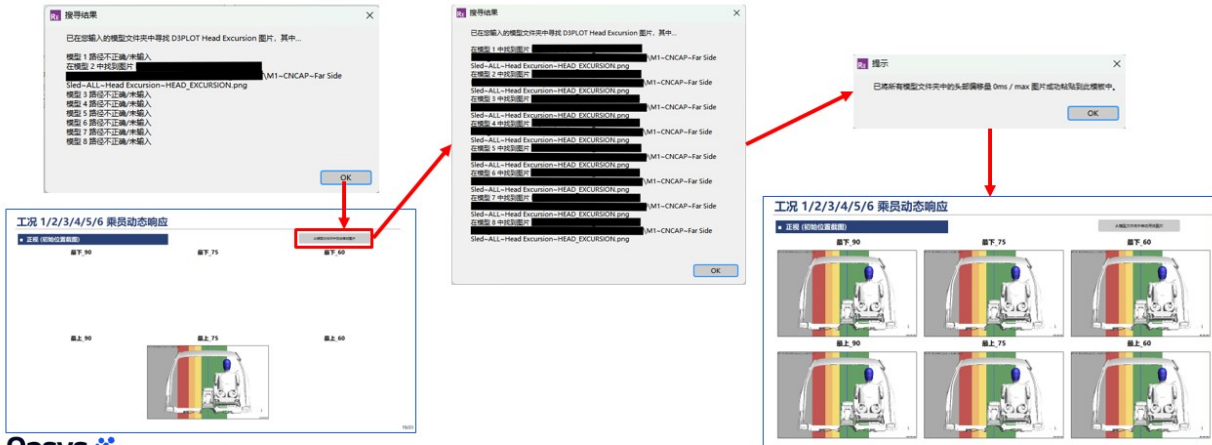 搜寻结果
已在您输入的模型文件夹中寻找 D3PLOT Head Excursion 图片，其中...
模型 1 路径不正确/未输入
在模型 2 中找到图片
\M1~CNCAP~Far Side
Sled~ALL~Head Excursion~HEAD_EXCURSION.png
模型 3 路径不正确/未输入
模型 4 路径不正确/未输入
模型 5 路径不正确/未输入
模型 6 路径不正确/未输入
模型 7 路径不正确/未输入
模型 8 路径不正确/未输入
OK
搜寻结果
已在您输入的模型文件夹中寻找 D3PLOT Head Excursion 图片，其中...
在模型 1 中找到图片
\M1~CNCAP~Far Side
Sled~ALL~Head Excursion~HEAD_EXCURSION.png
在模型 2 中找到图片
\M1~CNCAP~Far Side
Sled~ALL~Head Excursion~HEAD_EXCURSION.png
在模型 3 中找到图片
\M1~CNCAP~Far Side
Sled~ALL~Head Excursion~HEAD_EXCURSION.png
在模型 4 中找到图片
\M1~CNCAP~Far Side
Sled~ALL~Head Excursion~HEAD_EXCURSION.png
在模型 5 中找到图片
\M1~CNCAP~Far Side
Sled~ALL~Head Excursion~HEAD_EXCURSION.png
在模型 6 中找到图片
\M1~CNCAP~Far Side
Sled~ALL~Head Excursion~HEAD_EXCURSION.png
在模型 7 中找到图片
\M1~CNCAP~Far Side
Sled~ALL~Head Excursion~HEAD_EXCURSION.png
在模型 8 中找到图片
\M1~CNCAP~Far Side
Sled~ALL~Head Excursion~HEAD_EXCURSION.png
OK
提示
已将所有模型文件夹中的头部偏移量 0ms / max 图片成功粘贴到此模板中。
OK
工况 1/2/3/4/5/6 乘员动态响应
正视 (初始位置截图)
最下_90 最下_75 最下_60
最上_90 最上_75 最上_60
工况 1/2/3/4/5/6 乘员动态响应
正视 (初始位置截图)
最下_90 最下_75 最下_60
最上_90 最上_75 最上_60
Oasys